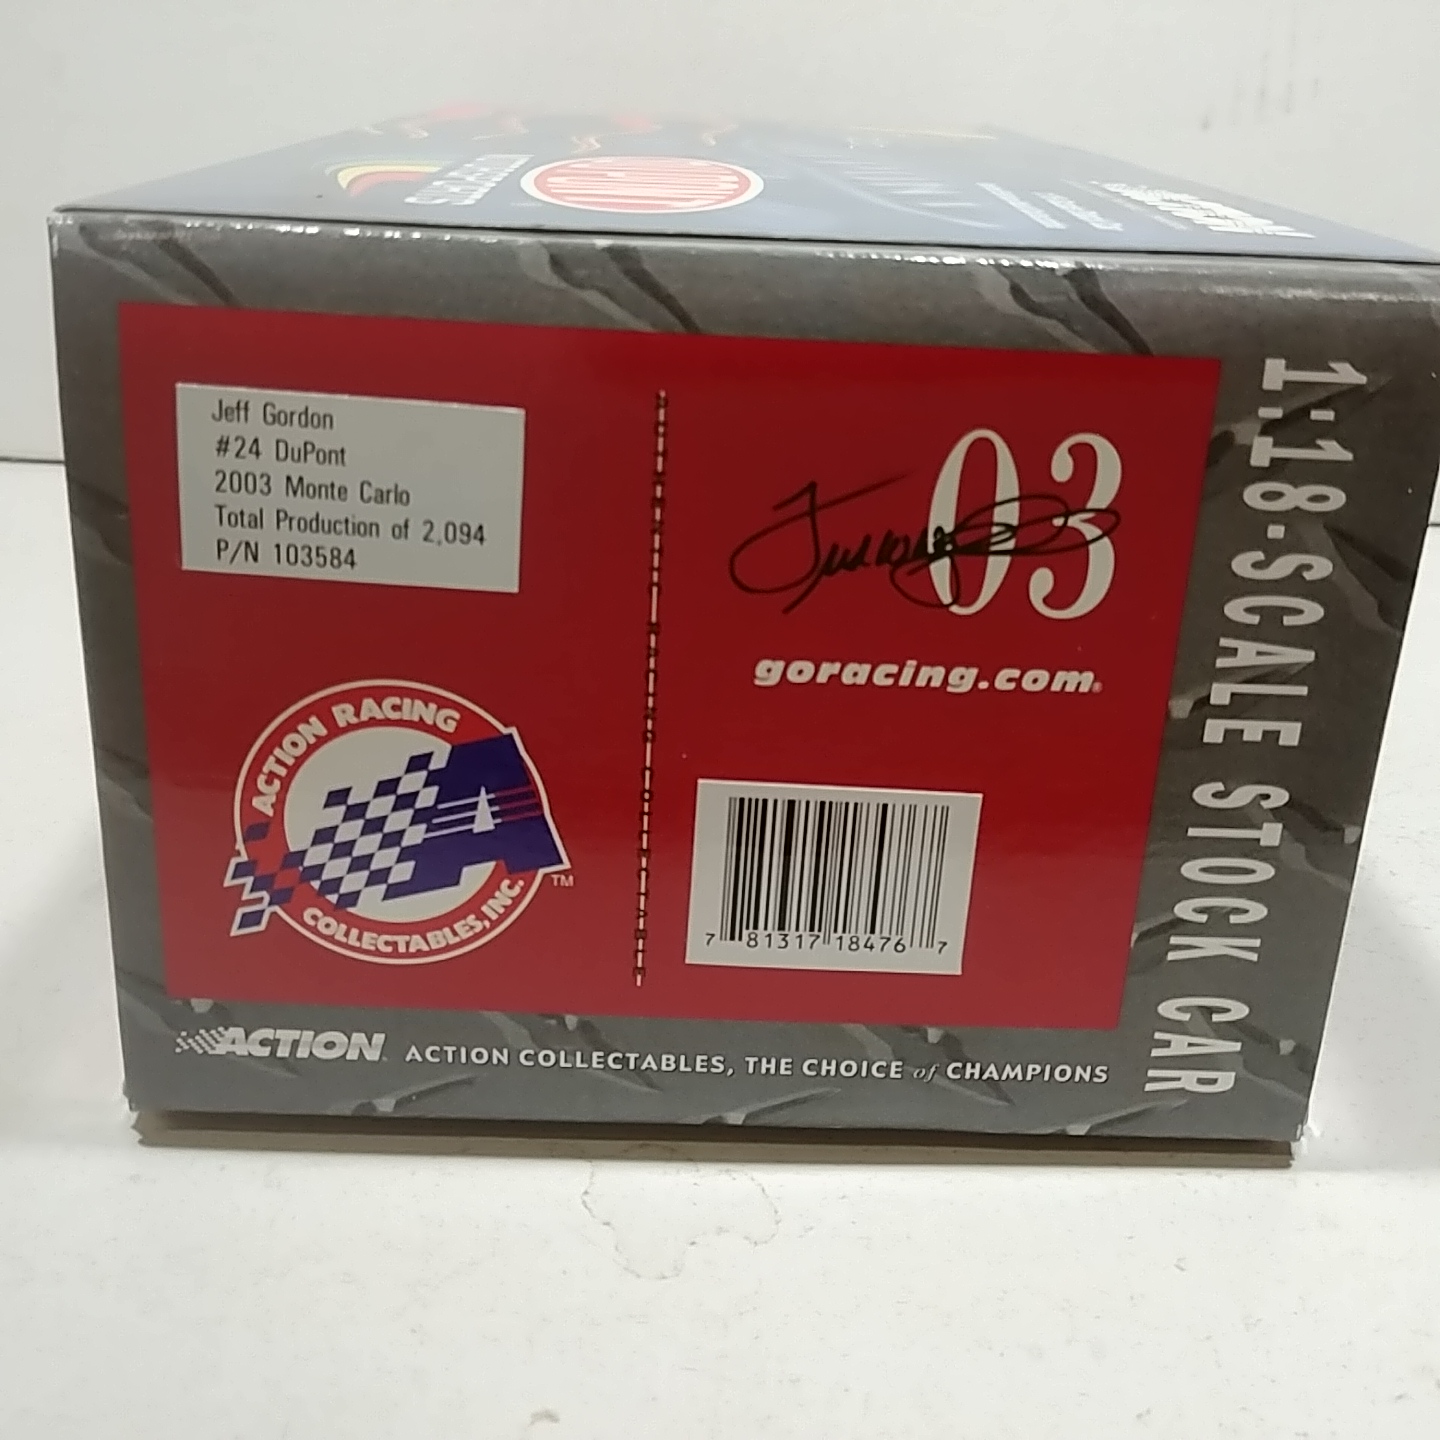 Jeff Gordon
#24 DuPont
2003 Monte Carlo
Total Production of 2,094
P/N 103584
03
goracing.com
ACTION RACING
COLLECTABLES, INC.
TM
7 81317 18476 7
ACTION
ACTION COLLECTABLES, THE CHOICE of CHAMPIONS
1:18-SCALE STOCK CAR